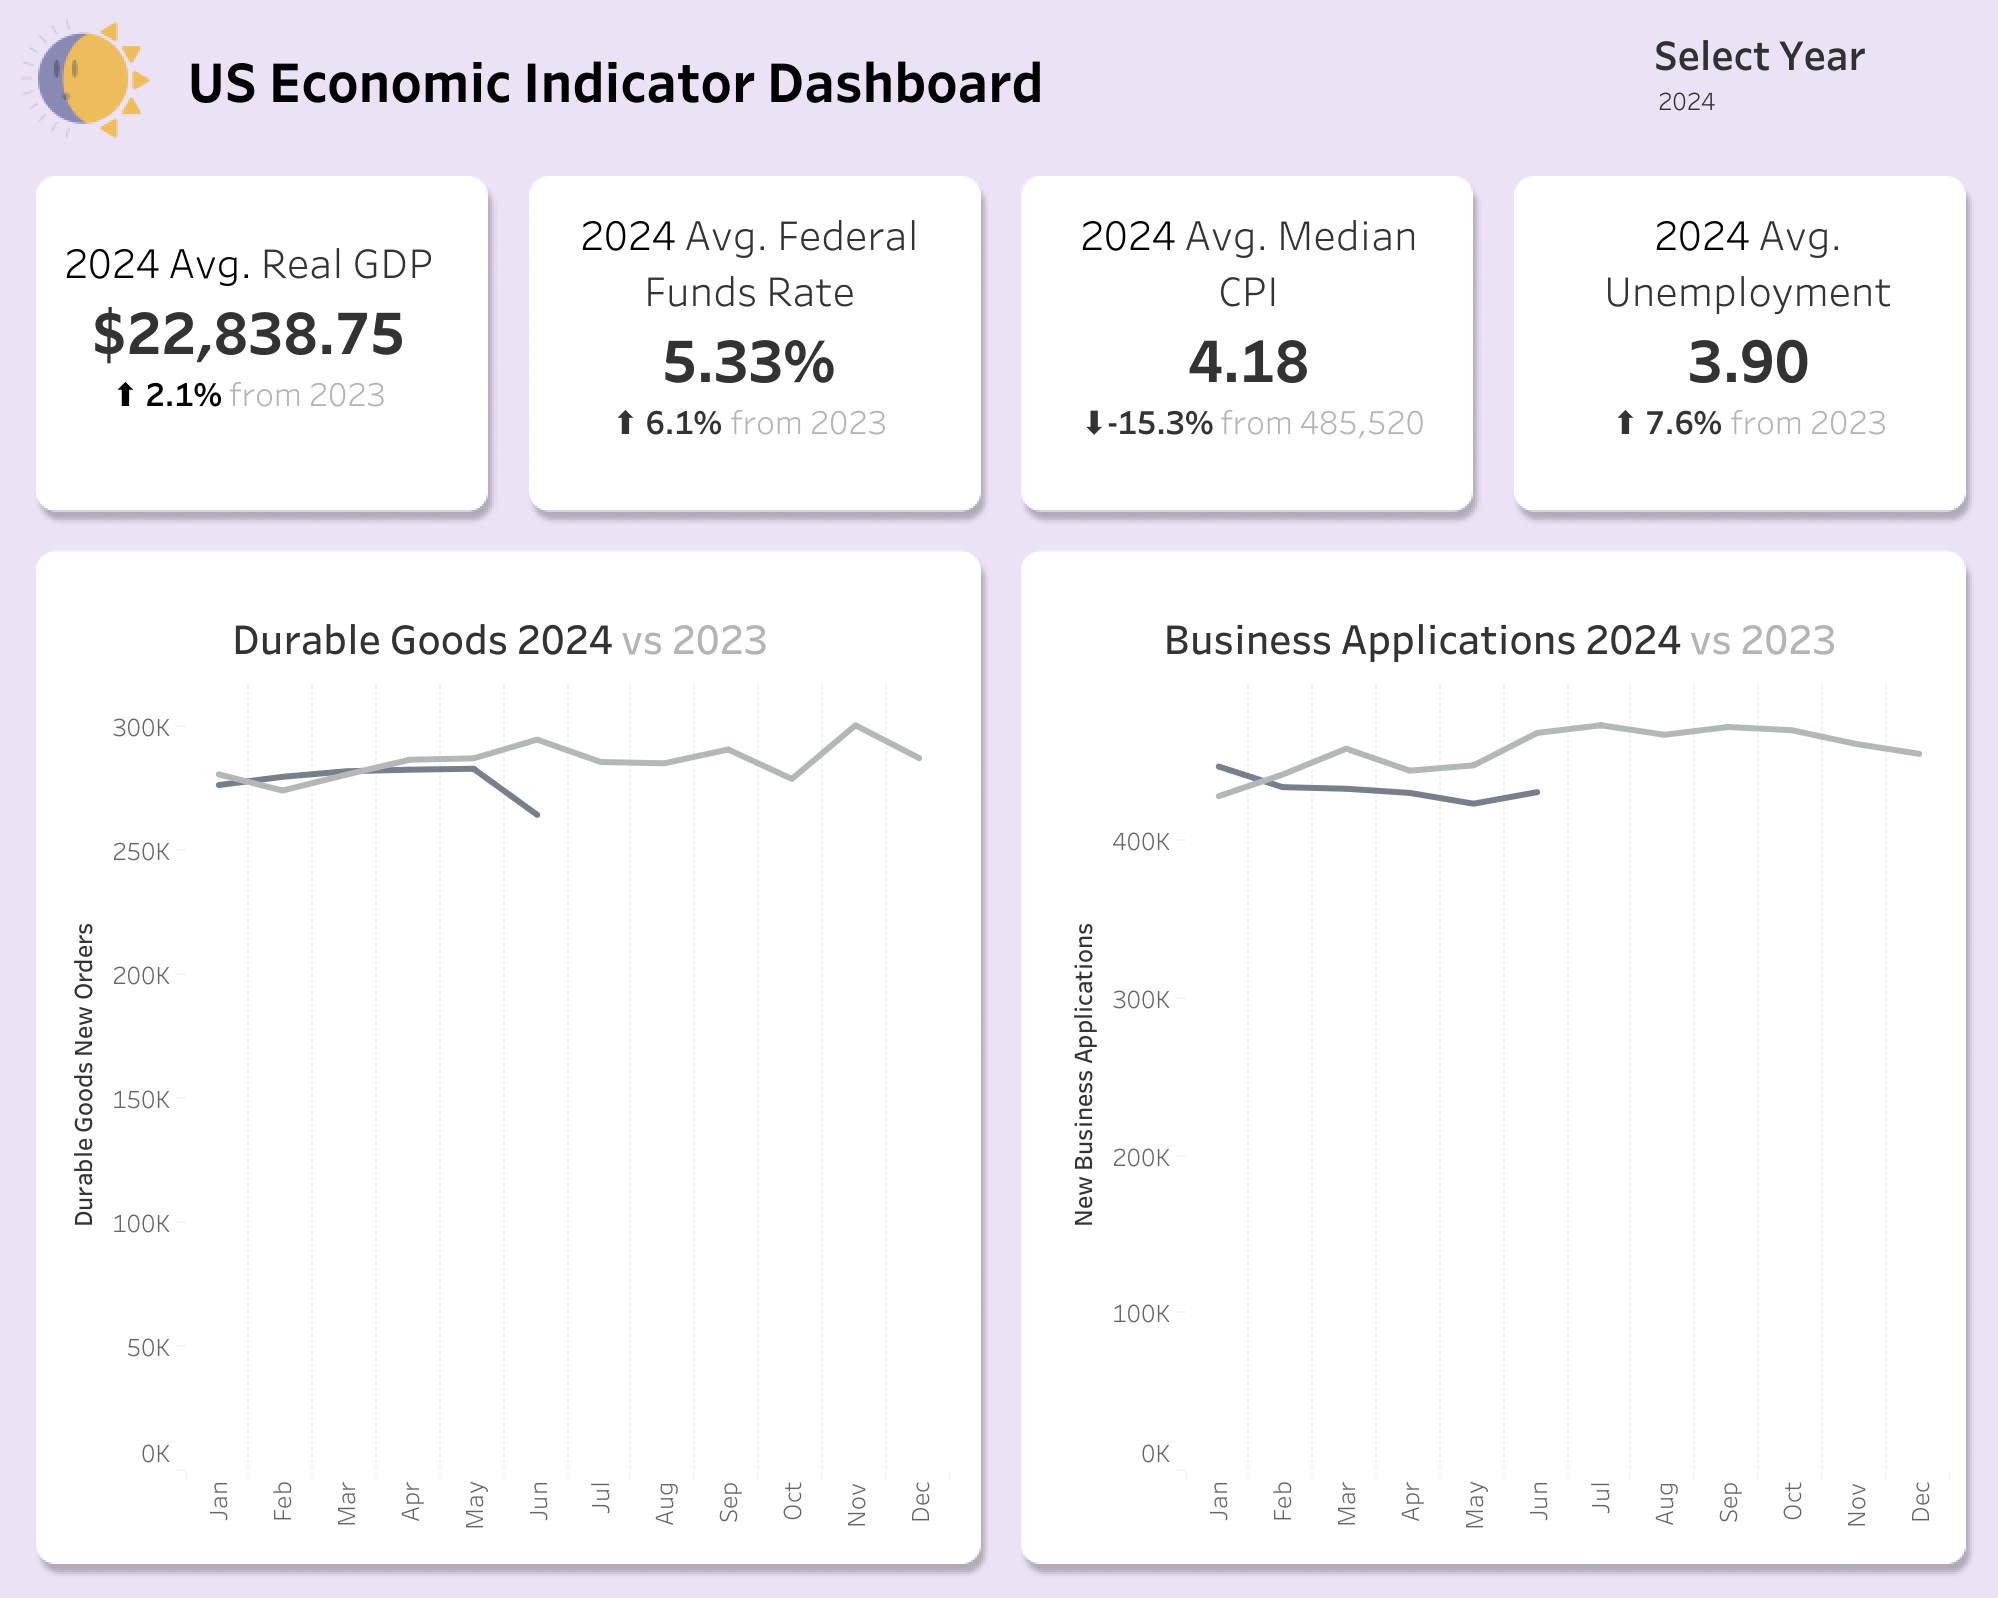 US Economic Indicator Dashboard
Select Year
2024
2024 Avg. Real GDP
$22,838.75
⬆ 2.1% from 2023
2024 Avg. Federal
Funds Rate
5.33%
⬆ 6.1% from 2023
2024 Avg. Median
CPI
4.18
⬇-15.3% from 485,520
2024 Avg.
Unemployment
3.90
⬆ 7.6% from 2023
Durable Goods 2024 vs 2023
Durable Goods New Orders
300K
250K
200K
150K
100K
50K
0K
Jan
Feb
Mar
Apr
May
Jun
Jul
Aug
Sep
Oct
Nov
Dec
Business Applications 2024 vs 2023
New Business Applications
400K
300K
200K
100K
0K
Jan
Feb
Mar
Apr
May
Jun
Jul
Aug
Sep
Oct
Nov
Dec